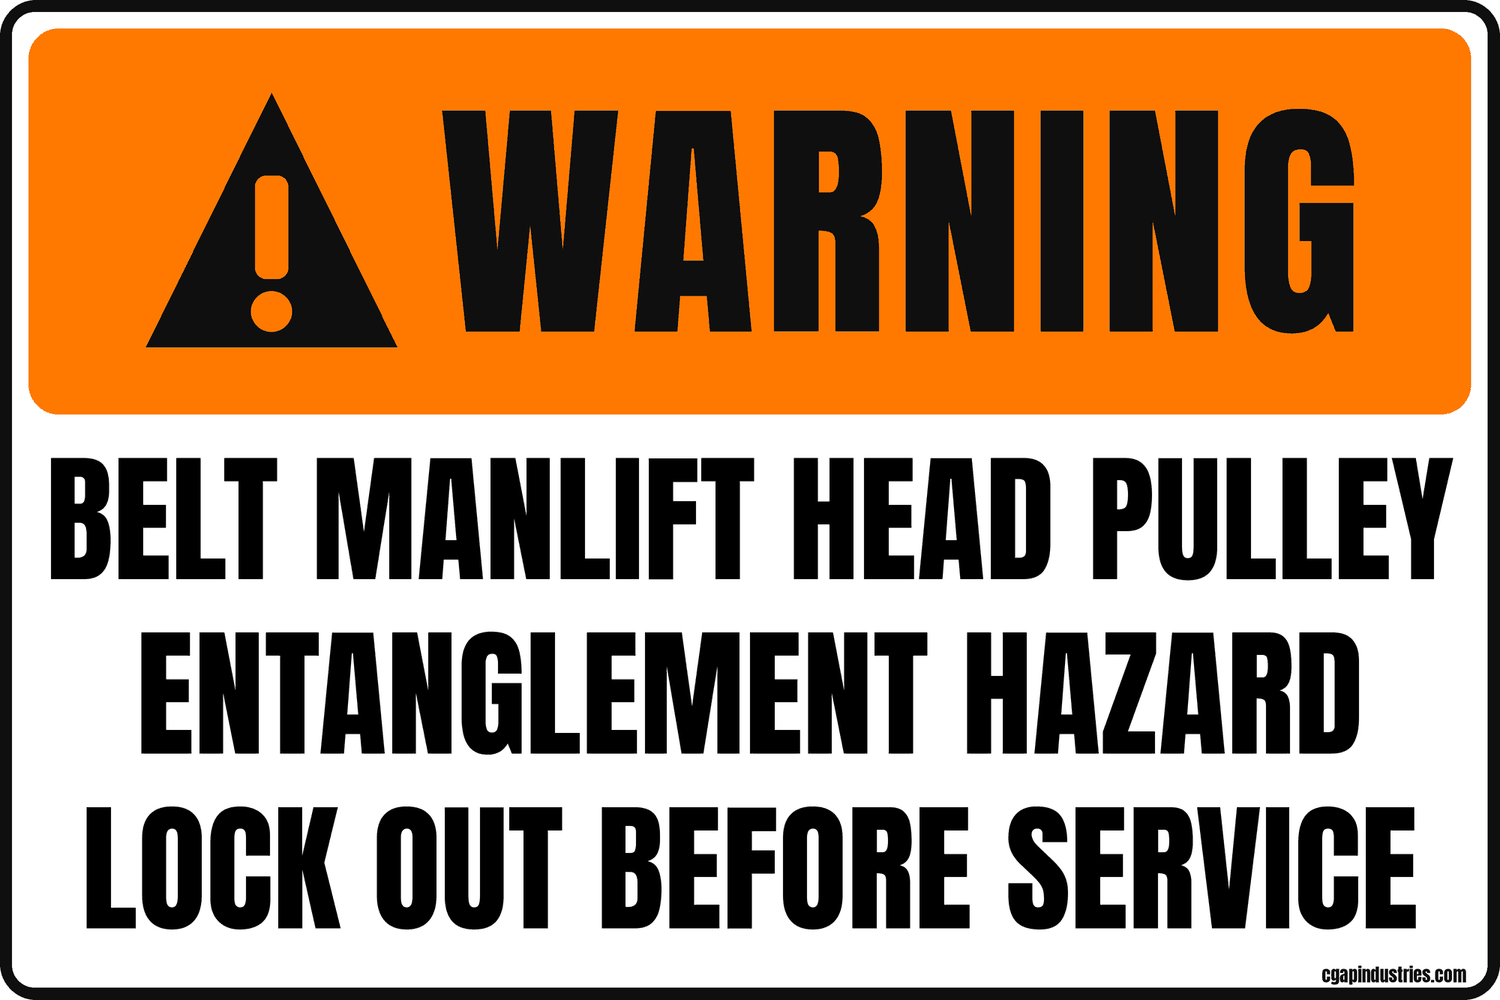 WARNING
BELT MANLIFT HEAD PULLEY
ENTANGLEMENT HAZARD
LOCK OUT BEFORE SERVICE
cgapindustries.com